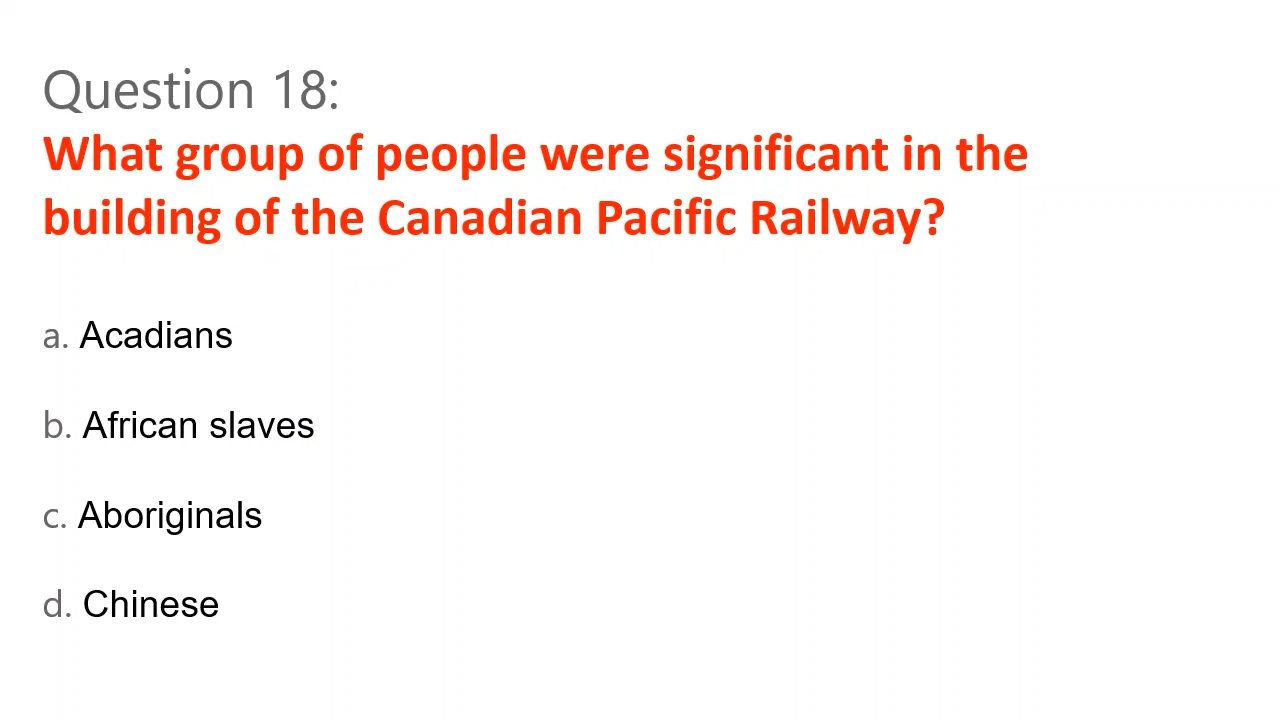 Question 18:
What group of people were significant in the
building of the Canadian Pacific Railway?
a. Acadians
b. African slaves
c. Aboriginals
d. Chinese